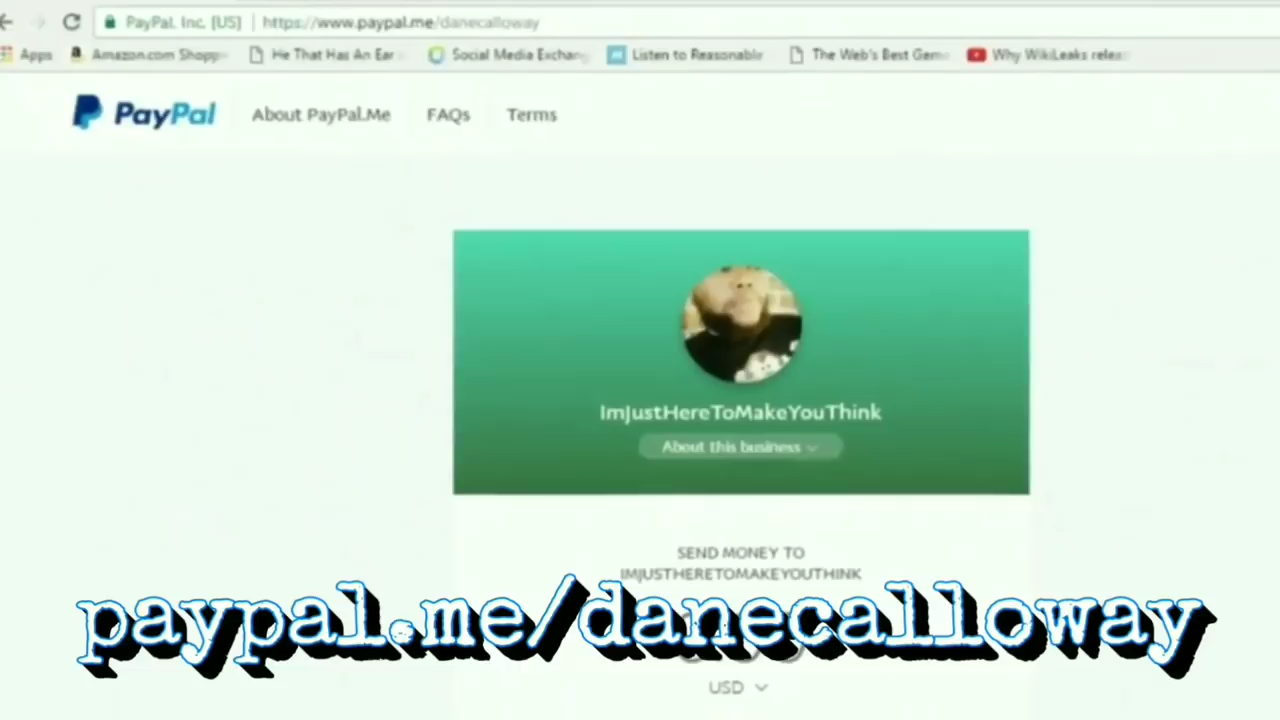 PayPal, Inc. [US] https://www.paypal.me/danecalloway
Apps Amazon.com Shopp He That Has An Ear Social Media Exchan Listen to Reasonable The Web's Best Gam Why WikiLeaks relea
PayPal About PayPal.Me FAQs Terms
ImJustHereToMakeYouThink
About this business
SEND MONEY TO
IMJUSTHERETOMAKEYOUTHINK
paypal.me/danecalloway
USD